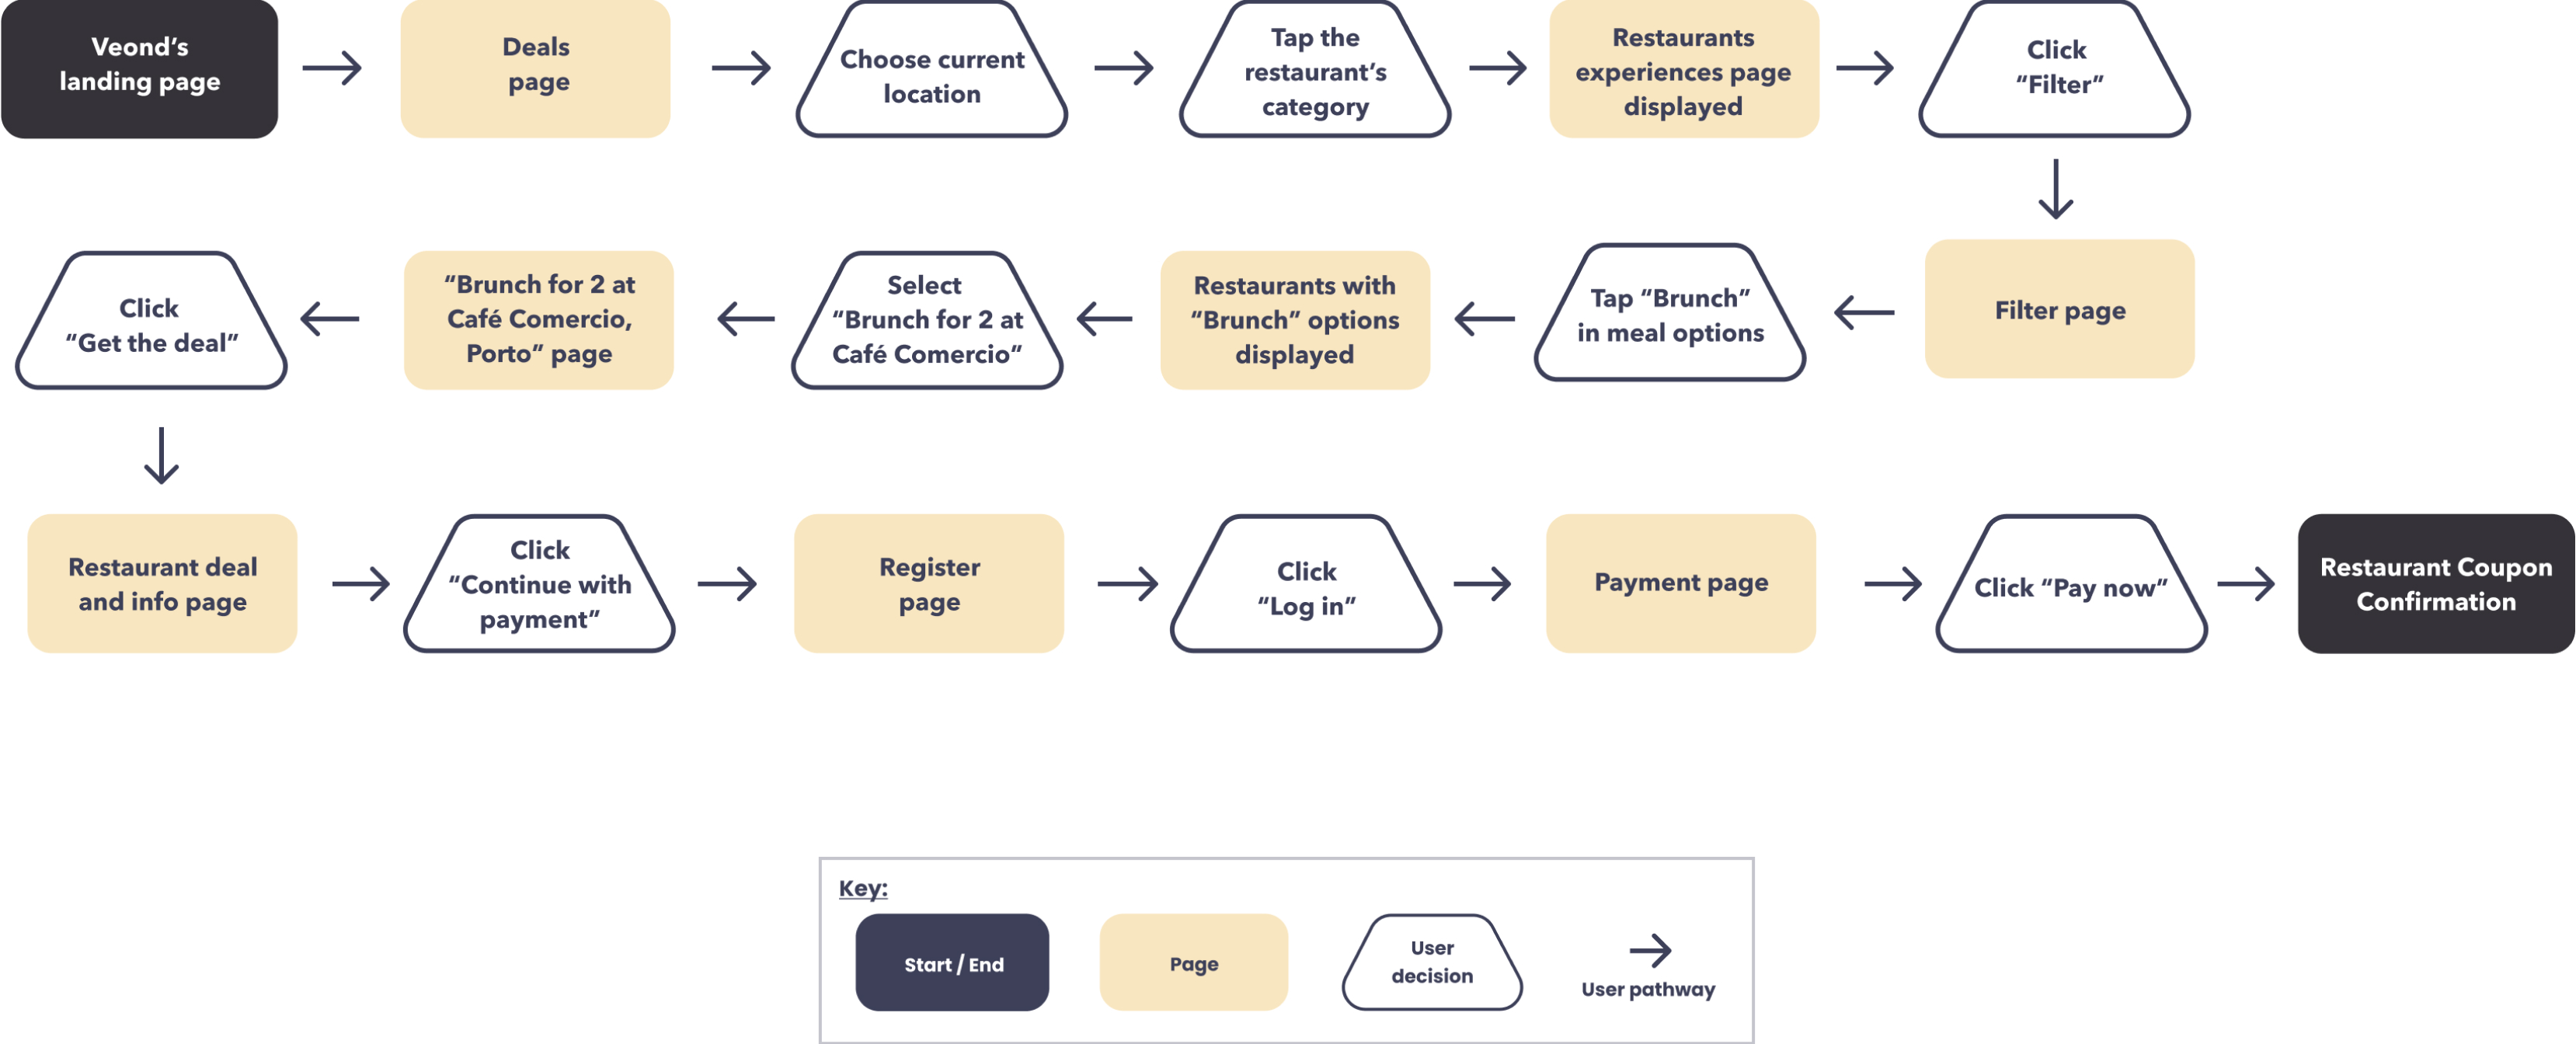 Veond’s
landing page
Deals
page
Choose current
location
Tap the
restaurant’s
category
Restaurants
experiences page
displayed
Click
“Filter”
Filter page
Tap “Brunch”
in meal options
Restaurants with
“Brunch” options
displayed
Select
“Brunch for 2 at
Café Comercio”
“Brunch for 2 at
Café Comercio,
Porto” page
Click
“Get the deal”
Restaurant deal
and info page
Click
“Continue with
payment”
Register
page
Click
“Log in”
Payment page
Click “Pay now”
Restaurant Coupon
Confirmation
Key:
Start / End
Page
User
decision
User pathway